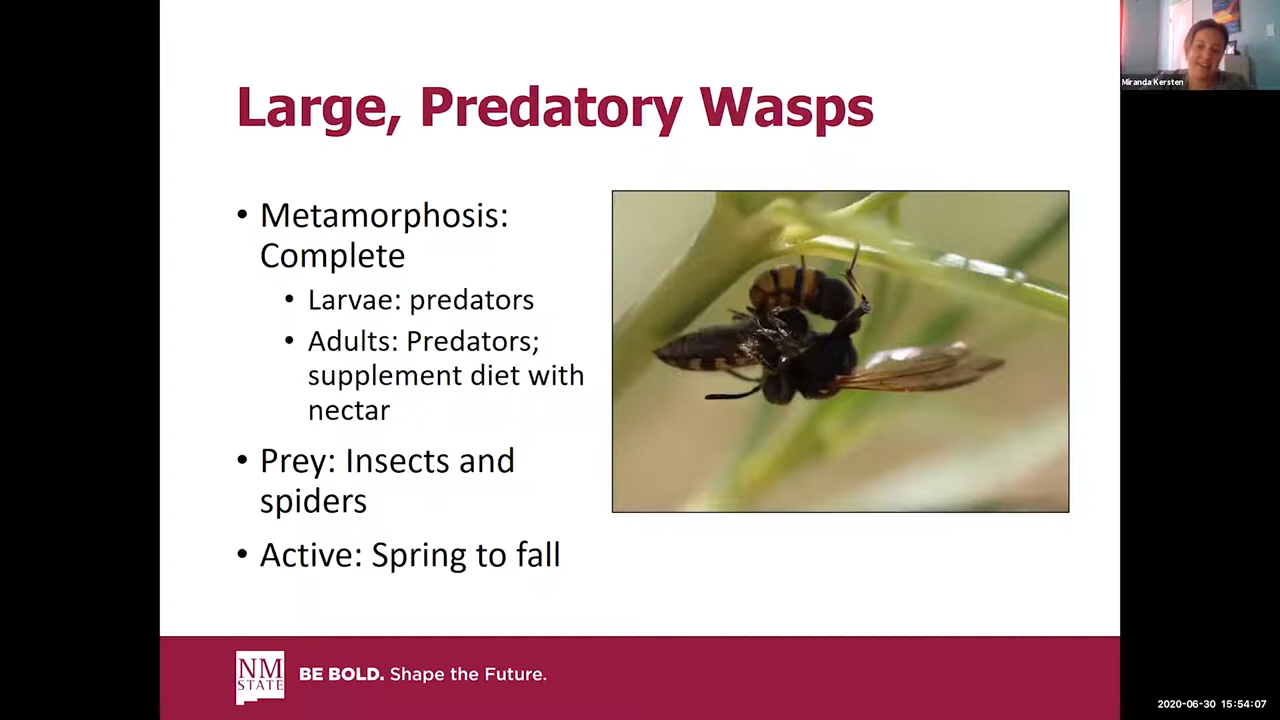 Large, Predatory Wasps
• Metamorphosis:
Complete
• Larvae: predators
• Adults: Predators;
supplement diet with
nectar
• Prey: Insects and
spiders
• Active: Spring to fall
NM
STATE
BE BOLD. Shape the Future.
Miranda Kersten
2020-06-30 15:54:07